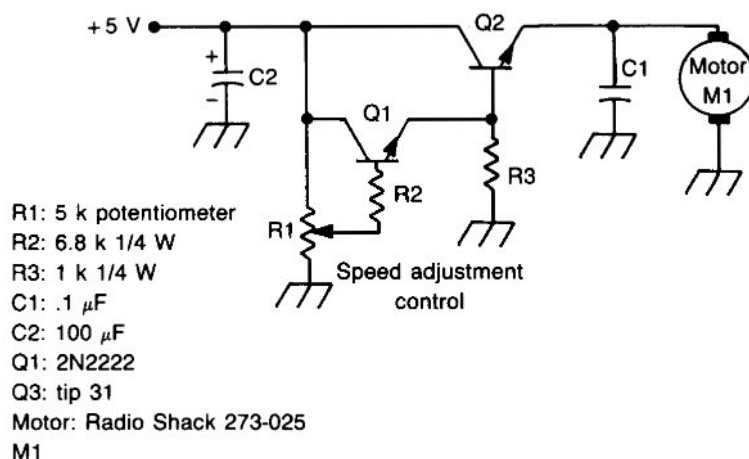 Q2
+5 V
+
C2
−
Q1
C1
Motor
M1
R2
R3
R1
Speed adjustment
control
R1: 5 k potentiometer
R2: 6.8 k 1/4 W
R3: 1 k 1/4 W
C1: .1 μF
C2: 100 μF
Q1: 2N2222
Q3: tip 31
Motor: Radio Shack 273-025
M1